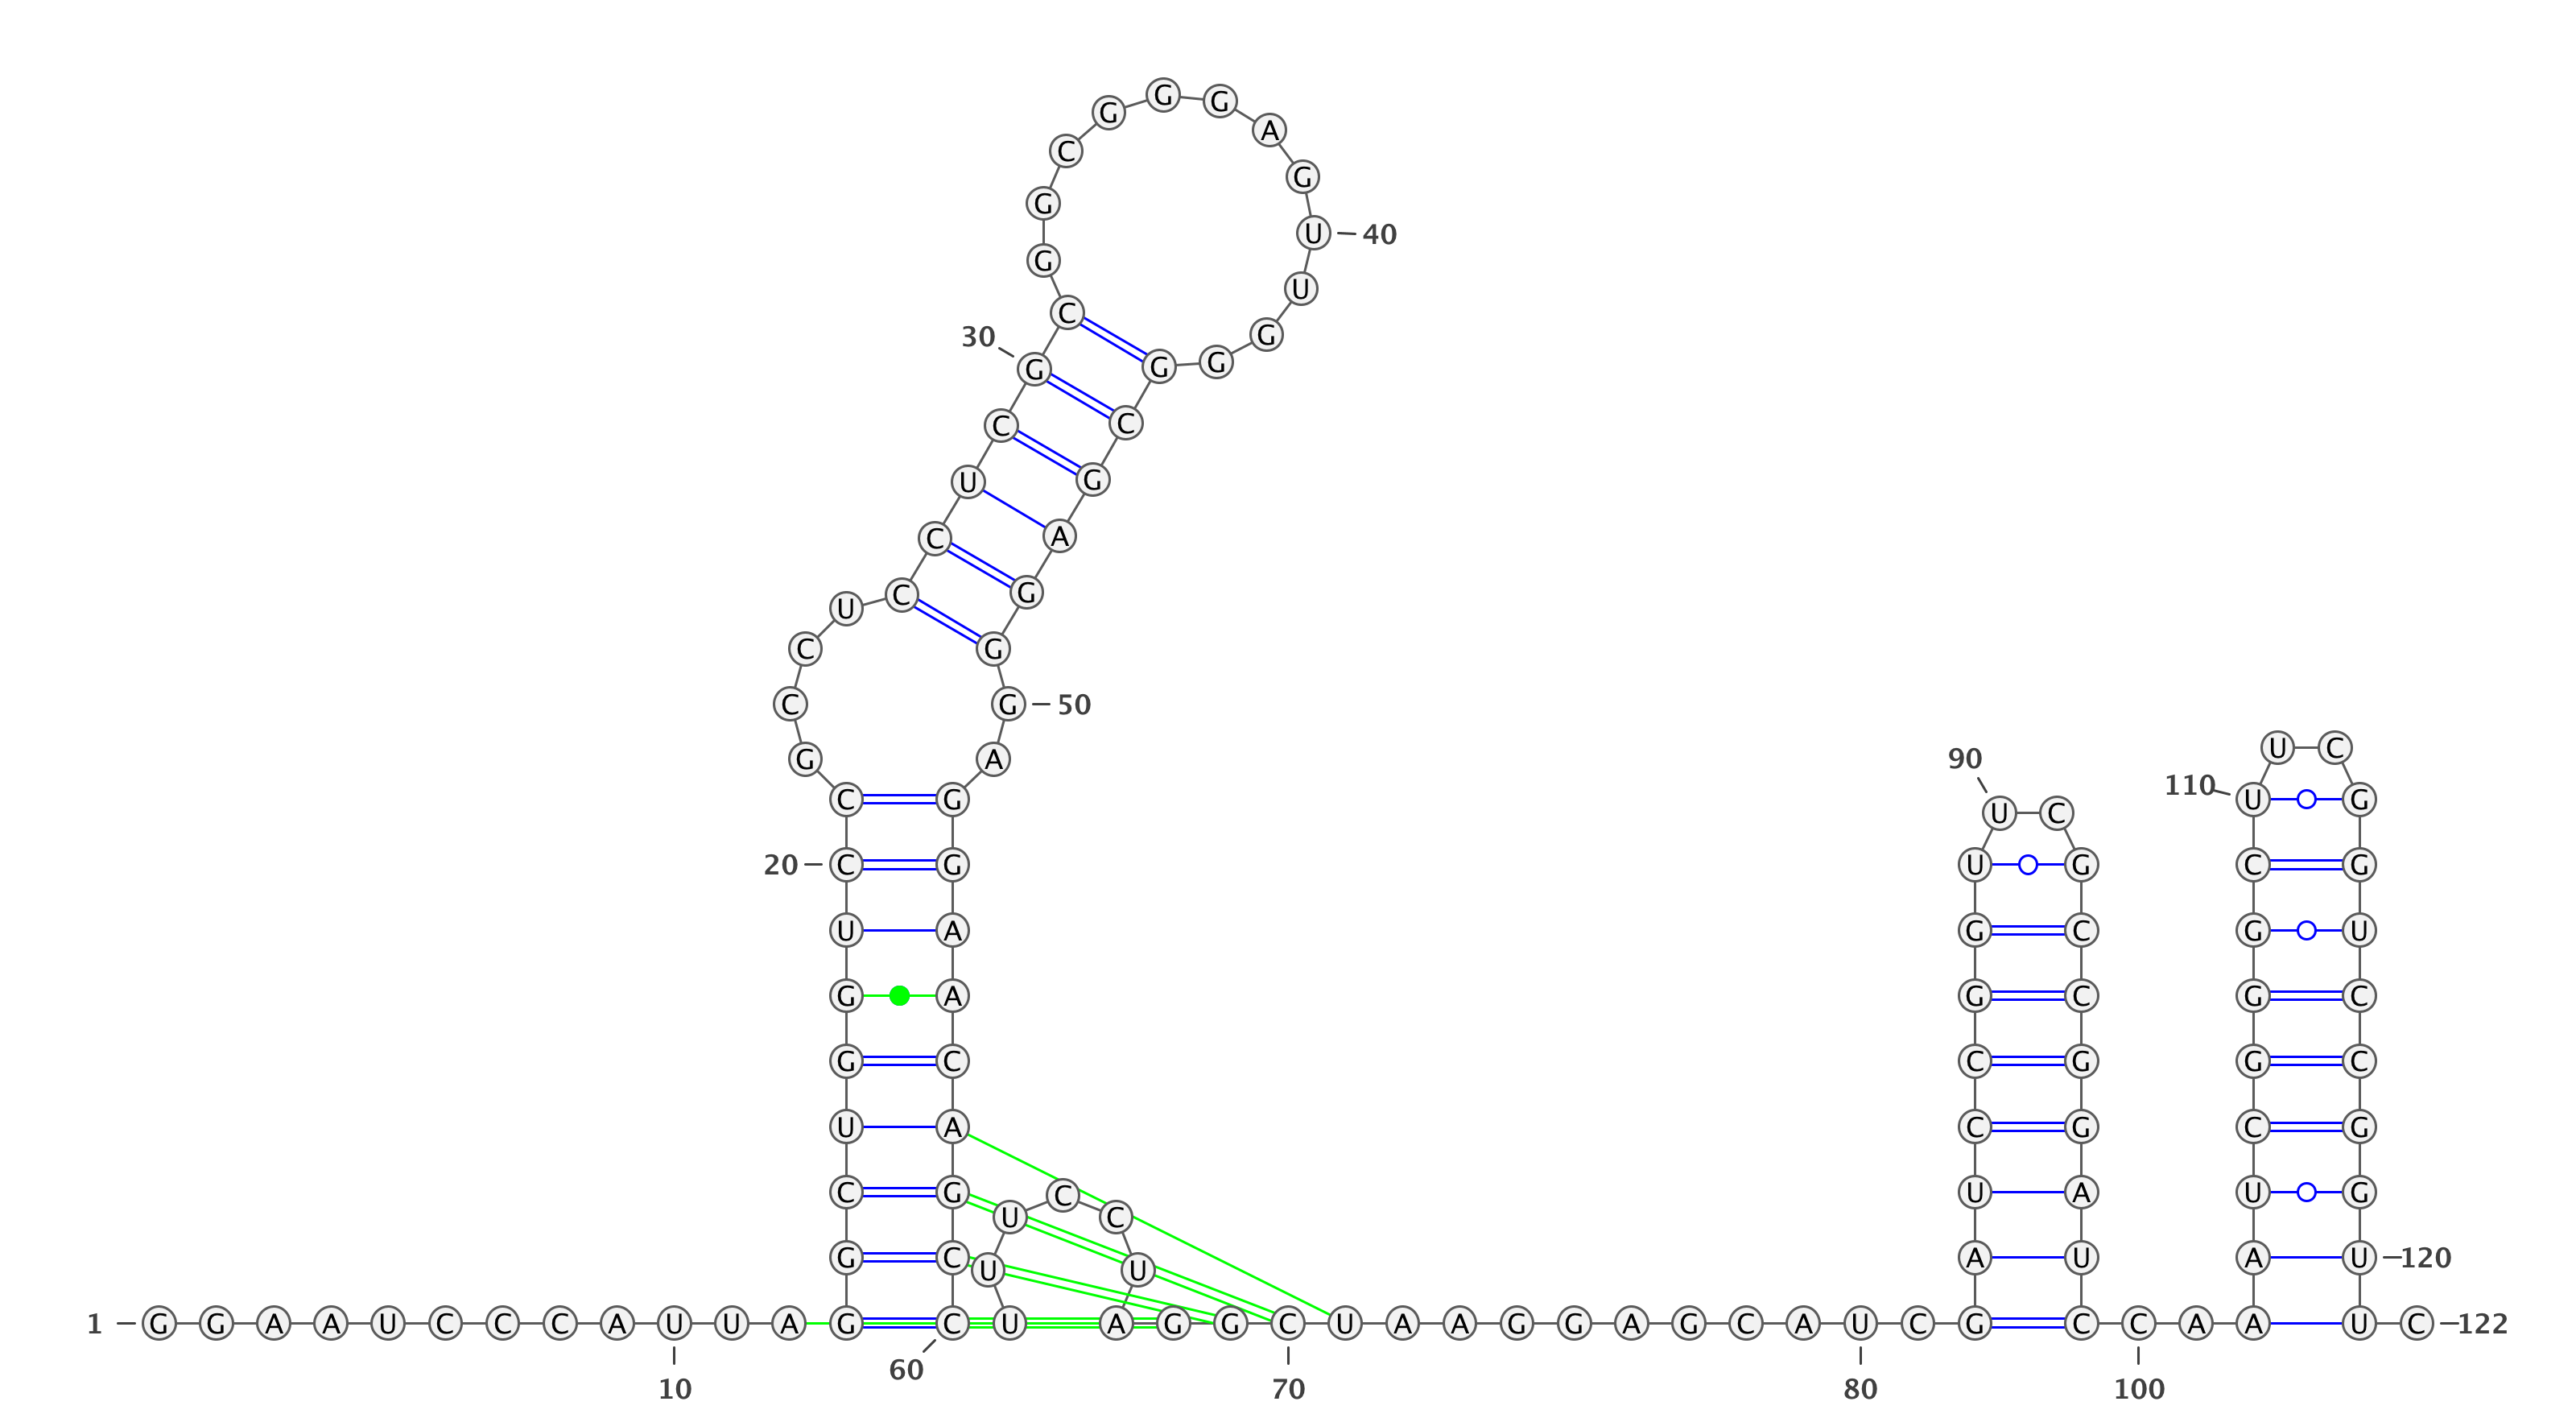 G G G
A
C
G
G
U 40
G
U
C
30 G
G G G
C C
U G
C A
C G
U
C G
C G 50
U C
90
G A
110 C G U G
U C
20 C G U G C G
U A G C G U
G A G C G C
G C C G G C
U A C G C G
C G C U A U G
U C
G C A U A U 120
U U
1 G G A A U C C C A U U A G C U A G G C U A A G G A G C A U C G C C A A U C 122
60
10 70 80 100